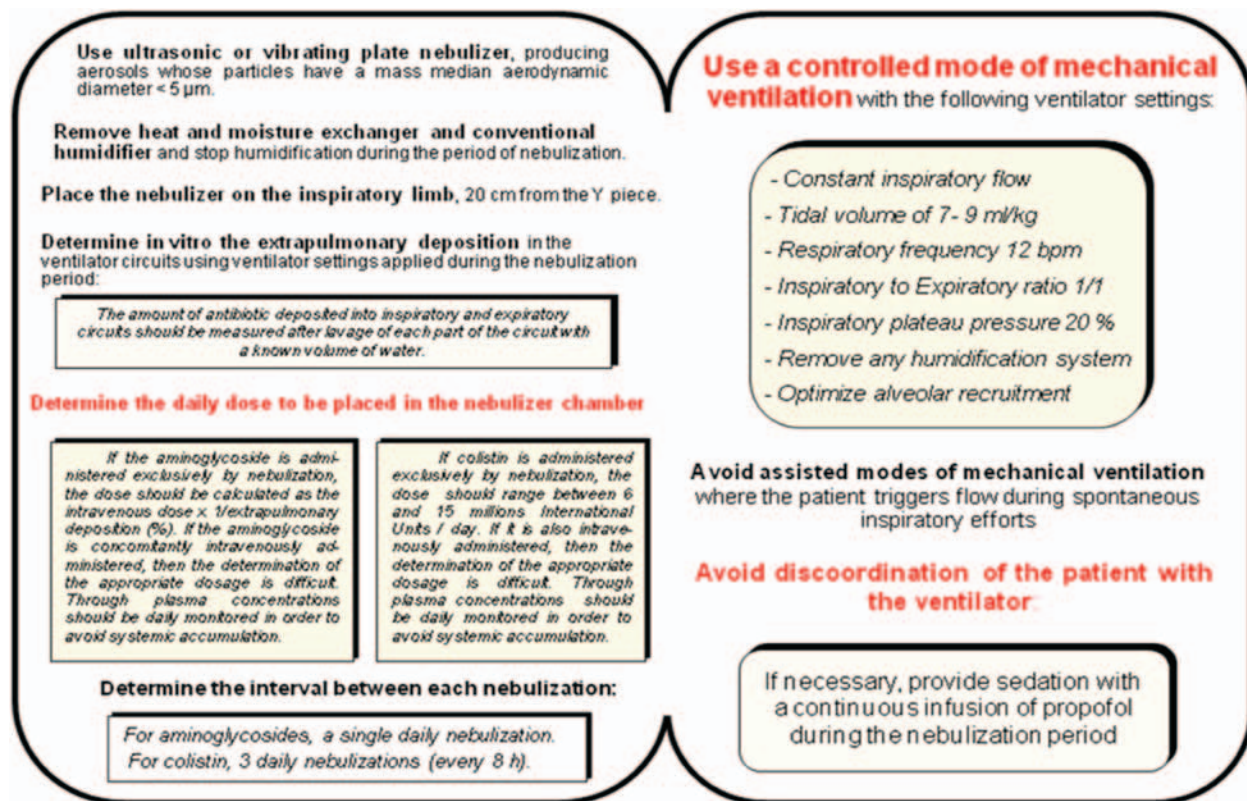 Use ultrasonic or vibrating plate nebulizer, producing
aerosols whose particles have a mass median aerodynamic
diameter < 5 µm.
Remove heat and moisture exchanger and conventional
humidifier and stop humidification during the period of nebulization.
Place the nebulizer on the inspiratory limb, 20 cm from the Y piece.
Determine in vitro the extrapulmonary deposition in the
ventilator circuits using ventilator settings applied during the nebulization
period:
The amount of antibiotic deposited into inspiratory and expiratory
circuits should be measured after lavage of each part of the circuit with
a known volume of water.
Determine the daily dose to be placed in the nebulizer chamber
If the aminoglycoside is admi-
nistered exclusively by nebulization,
the dose should be calculated as the
intravenous dose x 1/extrapulmonary
deposition (%). If the aminoglycoside
is concomitantly intravenously ad-
ministered, then the determination of
the appropriate dosage is difficult.
Through plasma concentrations
should be daily monitored in order to
avoid systemic accumulation.
If colistin is administered
exclusively by nebulization, the
dose should range between 6
and 15 millions International
Units / day. If it is also intrave-
nously administered, then the
determination of the appropriate
dosage is difficult. Through
plasma concentrations should
be daily monitored in order to
avoid systemic accumulation.
Determine the interval between each nebulization:
For aminoglycosides, a single daily nebulization.
For colistin, 3 daily nebulizations (every 8 h).
Use a controlled mode of mechanical
ventilation with the following ventilator settings:
- Constant inspiratory flow
- Tidal volume of 7- 9 ml/kg
- Respiratory frequency 12 bpm
- Inspiratory to Expiratory ratio 1/1
- Inspiratory plateau pressure 20 %
- Remove any humidification system
- Optimize alveolar recruitment
Avoid assisted modes of mechanical ventilation
where the patient triggers flow during spontaneous
inspiratory efforts
Avoid discoordination of the patient with
the ventilator:
If necessary, provide sedation with
a continuous infusion of propofol
during the nebulization period